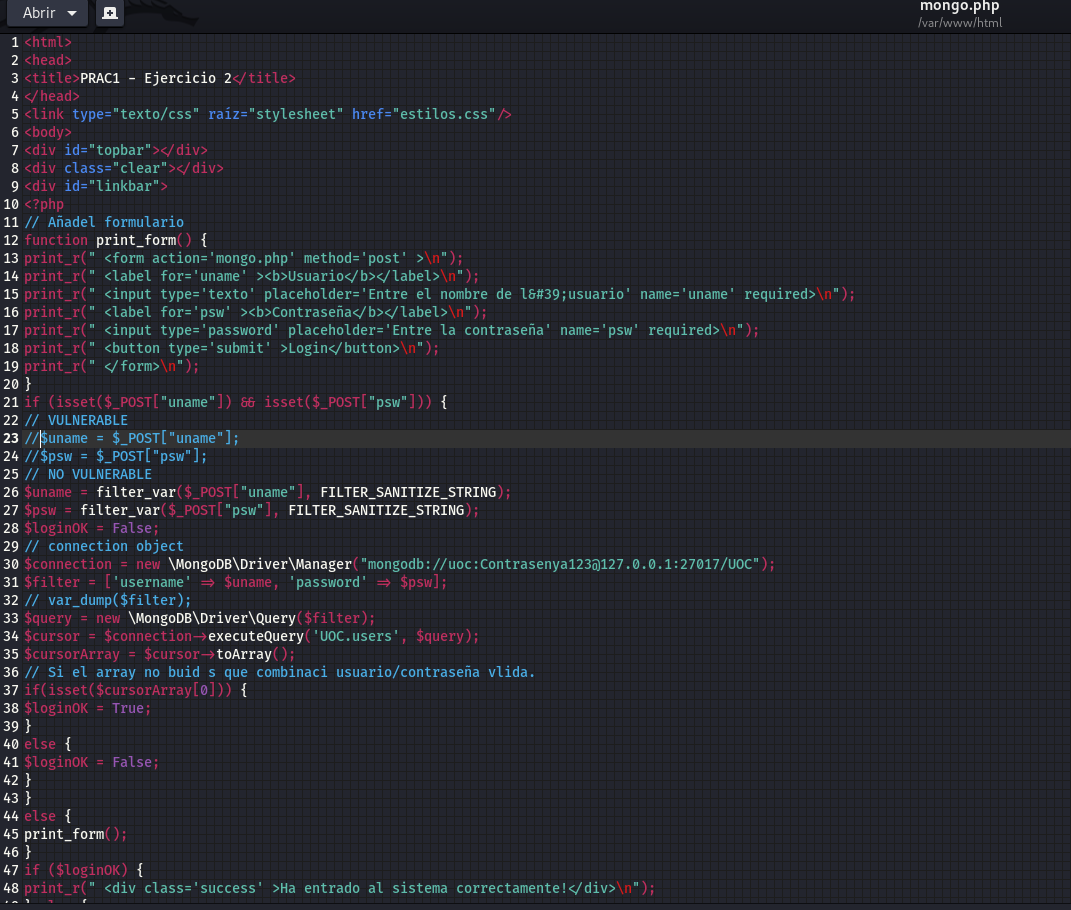 Abrir
mongo.php
/var/www/html
1 <html>
2 <head>
3 <title>PRAC1 - Ejercicio 2</title>
4 </head>
5 <link type="texto/css" raíz="stylesheet" href="estilos.css"/>
6 <body>
7 <div id="topbar"></div>
8 <div class="clear"></div>
9 <div id="linkbar">
10 <?php
11 // Añadel formulario
12 function print_form() {
13 print_r(" <form action='mongo.php' method='post' >\n");
14 print_r(" <label for='uname' ><b>Usuario</b></label>\n");
15 print_r(" <input type='texto' placeholder='Entre el nombre de l&#39;usuario' name='uname' required>\n");
16 print_r(" <label for='psw' ><b>Contraseña</b></label>\n");
17 print_r(" <input type='password' placeholder='Entre la contraseña' name='psw' required>\n");
18 print_r(" <button type='submit' >Login</button>\n");
19 print_r(" </form>\n");
20 }
21 if (isset($_POST["uname"]) && isset($_POST["psw"])) {
22 // VULNERABLE
23 //$uname = $_POST["uname"];
24 //$psw = $_POST["psw"];
25 // NO VULNERABLE
26 $uname = filter_var($_POST["uname"], FILTER_SANITIZE_STRING);
27 $psw = filter_var($_POST["psw"], FILTER_SANITIZE_STRING);
28 $loginOK = False;
29 // connection object
30 $connection = new \MongoDB\Driver\Manager("mongodb://uoc:Contrasenya123@127.0.0.1:27017/UOC");
31 $filter = ['username' => $uname, 'password' => $psw];
32 // var_dump($filter);
33 $query = new \MongoDB\Driver\Query($filter);
34 $cursor = $connection->executeQuery('UOC.users', $query);
35 $cursorArray = $cursor->toArray();
36 // Si el array no buid s que combinaci usuario/contraseña vlida.
37 if(isset($cursorArray[0])) {
38 $loginOK = True;
39 }
40 else {
41 $loginOK = False;
42 }
43 }
44 else {
45 print_form();
46 }
47 if ($loginOK) {
48 print_r(" <div class='success' >Ha entrado al sistema correctamente!</div>\n");